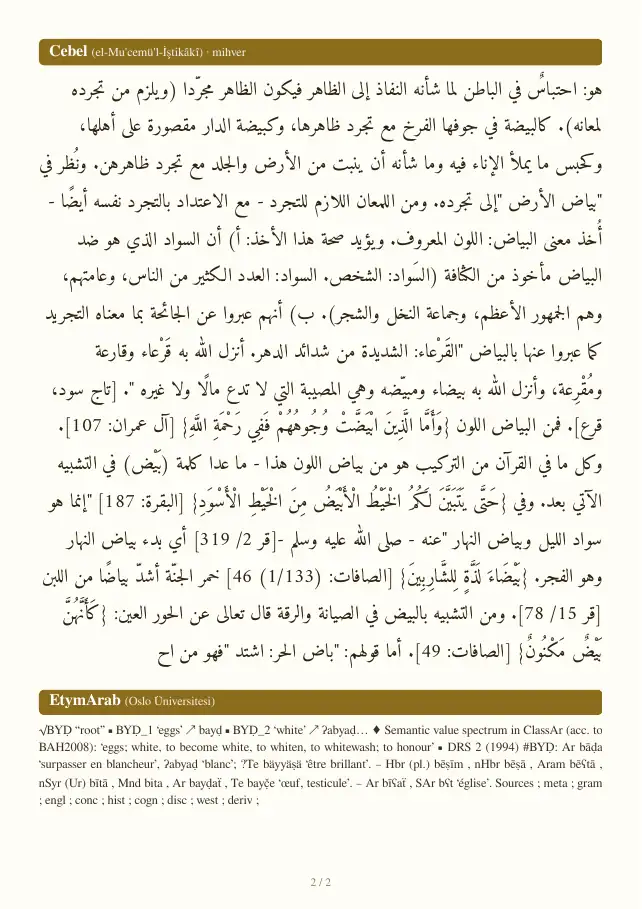 Cebel (el-Mu'cemü'l-İştikâkî) · mihver
هو: احتباسٌ في الباطن لما شأنه النفاذ إلى الظاهر فيكون الظاهر مجرّدا (ويلزم من تجرده
لمعانه). كالبيضة في جوفها الفرخ مع تجرد ظاهرها، وكبيضة الدار مقصورة على أهلها،
وكحبس ما يملأ الإناء فيه وما شأنه أن ينبت من الأرض والجلد مع تجرد ظاهرهن. ونُظر في
"بياض الأرض "إلى تجرده. ومن اللمعان اللازم للتجرد - مع الاعتداد بالتجرد نفسه أيضًا -
أُخذ معنى البياض: اللون المعروف. ويؤيد صحة هذا الأخذ: أ) أن السواد الذي هو ضد
البياض مأخوذ من الكثافة (السَواد: الشخص. السواد: العدد الكثير من الناس، وعامتهم،
وهم الجمهور الأعظم، وجماعة النخل والشجر). ب) أنهم عبروا عن الجائحة بما معناه التجريد
كما عبروا عنها بالبياض "القَرْعاء: الشديدة من شدائد الدهر. أنزل الله به قَرْعاء وقارعة
ومُقْرِعة، وأنزل الله به بيضاء ومبيّضه وهي المصيبة التي لا تدع مالًا ولا غيره ". [تاج سود،
قرع]. فمن البياض اللون {وَأَمَّا الَّذِينَ ابْيَضَّتْ وُجُوهُهُمْ فَفِي رَحْمَةِ اللَّهِ} [آل عمران: 107].
وكل ما في القرآن من التركيب هو من بياض اللون هذا - ما عدا كلمة (بَيْض) في التشبيه
الآتي بعد. وفي {حَتَّى يَتَبَيَّنَ لَكُمُ الْخَيْطُ الْأَبْيَضُ مِنَ الْخَيْطِ الْأَسْوَدِ} [البقرة: 187] "إنما هو
سواد الليل وبياض النهار "عنه - صلى الله عليه وسلم -[قر 2/ 319] أي بدء بياض النهار
وهو الفجر. {بَيْضَاءَ لَذَّةٍ لِلشَّارِبِينَ} [الصافات: (1/133) 46] خمر الجنّة أشدّ بياضًا من اللبن
[قر 15/ 78]. ومن التشبيه بالبيض في الصيانة والرقة قال تعالى عن الحور العين: {كَأَنَّهُنَّ
بَيْضٌ مَكْنُونٌ} [الصافات: 49]. أما قولهم: "باض الحر: اشتد "فهو من اح
EtymArab (Oslo Üniversitesi)
√BYḌ “root” ▪ BYḌ_1 ‘eggs’ ↗ bayḍ ▪ BYḌ_2 ‘white’ ↗ ʔabyaḍ… ♦ Semantic value spectrum in ClassAr (acc. to
BAH2008): ‘eggs; white, to become white, to whiten, to whitewash; to honour’ ▪ DRS 2 (1994) #BYḌ: Ar bāḍa
‘surpasser en blancheur’, ʔabyaḍ ‘blanc’; ?Te bäyyäṣä ‘être brillant’. – Hbr (pl.) bēṣīm , nHbr bēṣā , Aram bēʕtā ,
nSyr (Ur) bītā , Mnd bita , Ar bayḍaẗ , Te bayč̣e ‘œuf, testicule’. – Ar bīʕaẗ , SAr bʕt ‘église’. Sources ; meta ; gram
; engl ; conc ; hist ; cogn ; disc ; west ; deriv ;
2 / 2